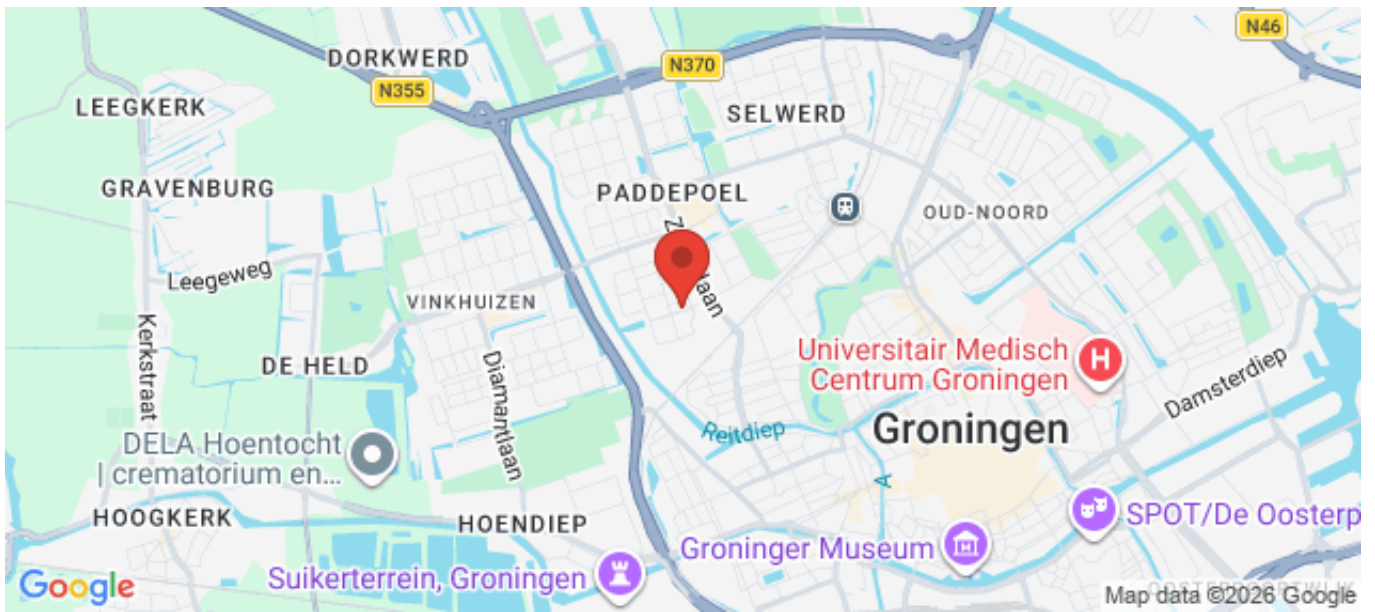 N46
DORKWERD
N370
N355
LEEGKERK
SELWERD
GRAVENBURG
PADDEPOEL
OUD-NOORD
Leegeweg
VINKHUIZEN
laan
Kerkstraat
DE HELD
Diamantlaan
Universitair Medisch
Centrum Groningen
H
Damsterdiep
Reitdiep
Groningen
DELA Hoentocht
| crematorium en...
A
HOOGKERK
HOENDIEP
SPOT/De Oosterp
Groninger Museum
Suikerterrein, Groningen
Google
Map data ©2026 Google